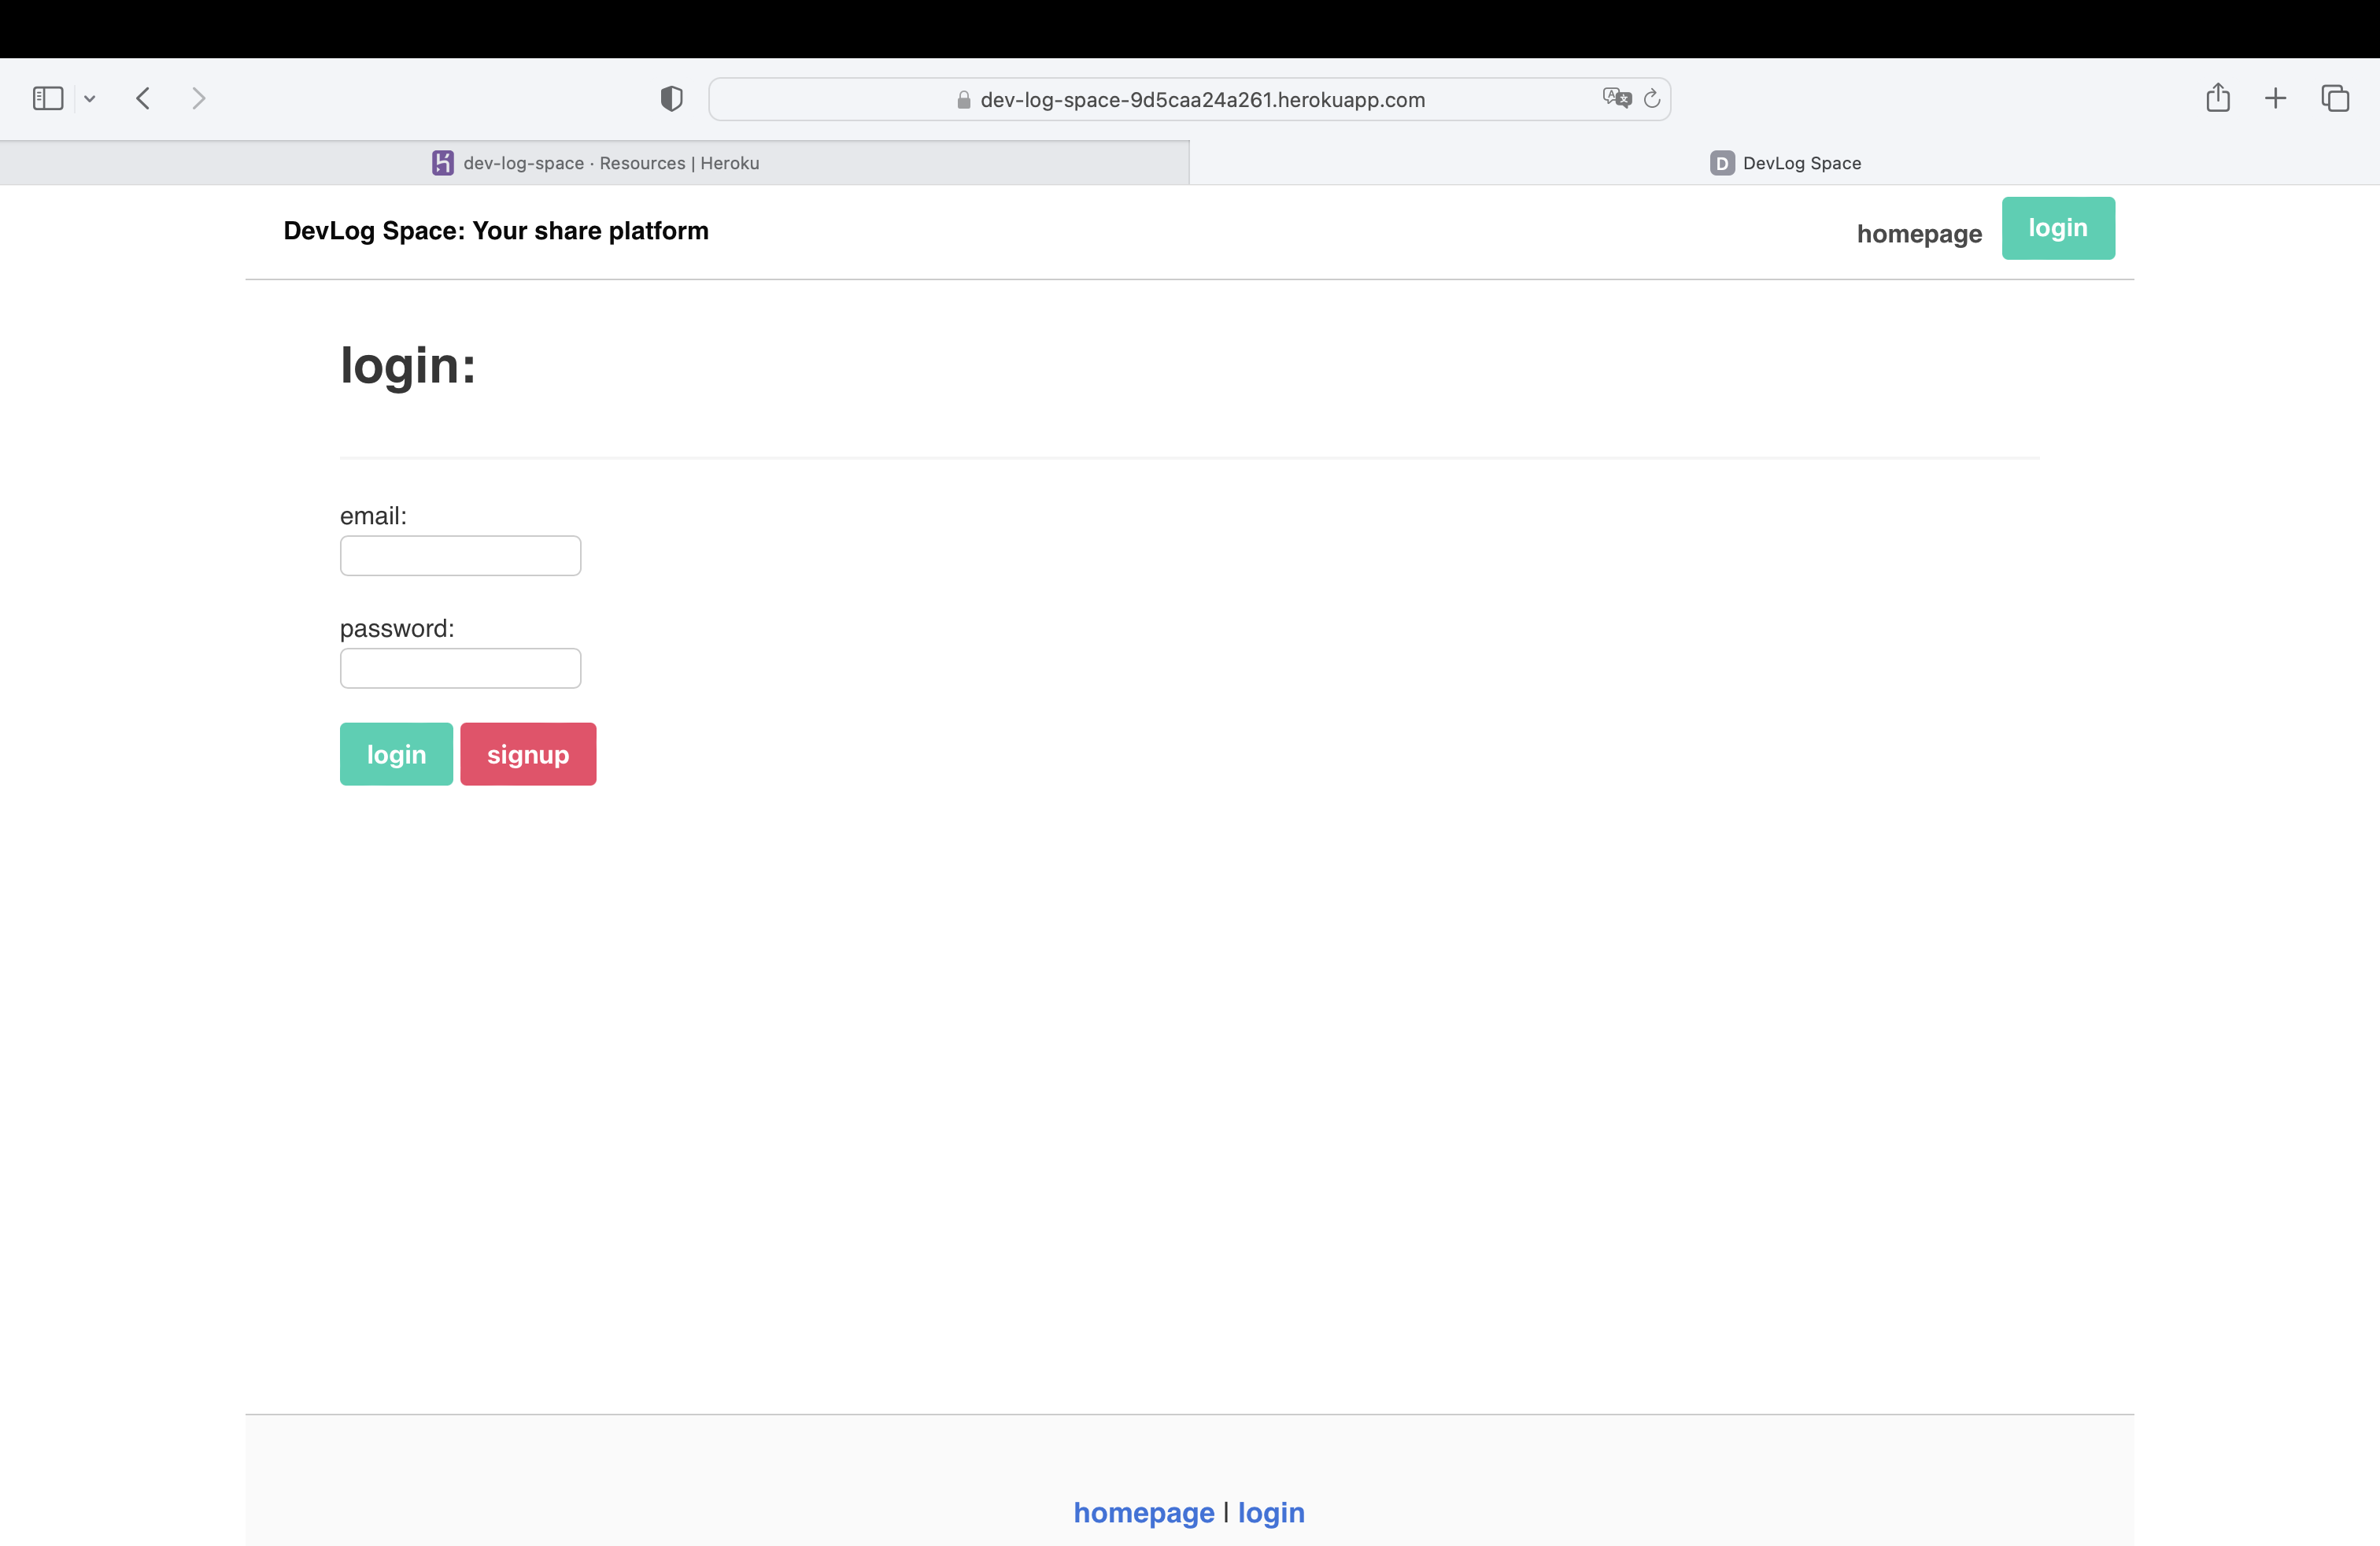 dev-log-space-9d5caa24a261.herokuapp.com
dev-log-space · Resources | Heroku
D DevLog Space
DevLog Space: Your share platform
homepage login
login:
email:
password:
login signup
homepage | login